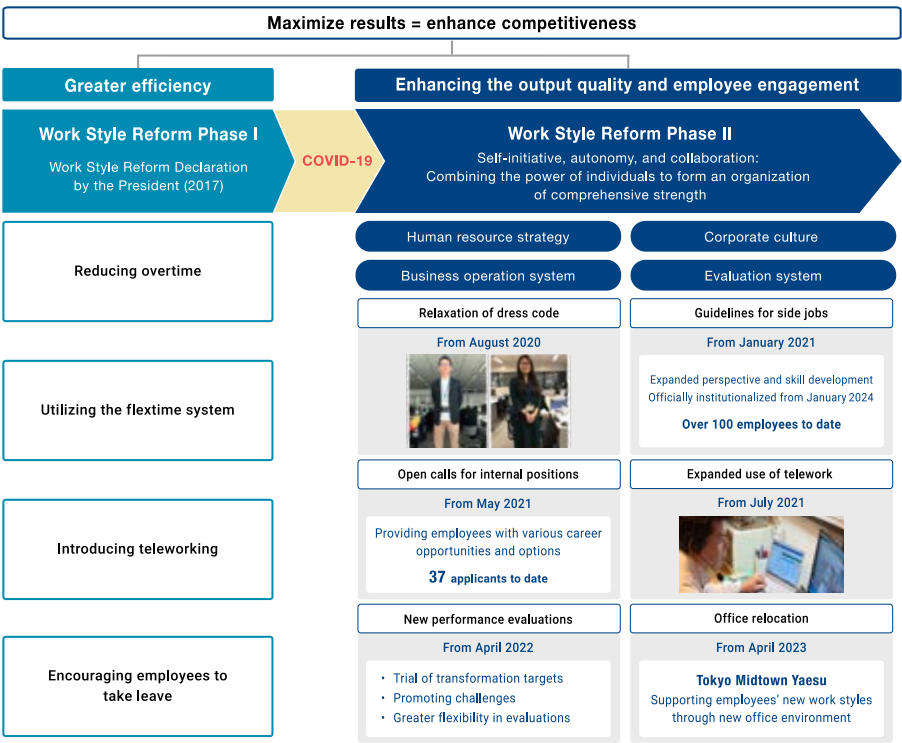 Maximize results = enhance competitiveness
Greater efficiency
Enhancing the output quality and employee engagement
Work Style Reform Phase I
Work Style Reform Declaration
by the President (2017)
COVID-19
Work Style Reform Phase II
Self-initiative, autonomy, and collaboration:
Combining the power of individuals to form an organization
of comprehensive strength
Reducing overtime
Utilizing the flextime system
Introducing teleworking
Encouraging employees to
take leave
Human resource strategy
Corporate culture
Business operation system
Evaluation system
Relaxation of dress code
From August 2020
Guidelines for side jobs
From January 2021
Expanded perspective and skill development
Officially institutionalized from January 2024
Over 100 employees to date
Open calls for internal positions
From May 2021
Providing employees with various career
opportunities and options
37 applicants to date
Expanded use of telework
From July 2021
New performance evaluations
From April 2022
• Trial of transformation targets
• Promoting challenges
• Greater flexibility in evaluations
Office relocation
From April 2023
Tokyo Midtown Yaesu
Supporting employees’ new work styles
through new office environment